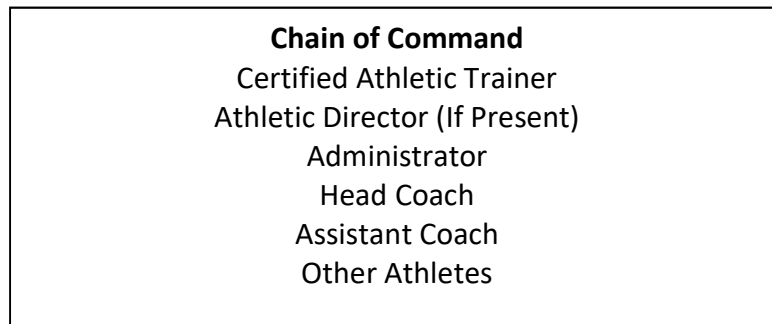 Chain of Command
Certified Athletic Trainer
Athletic Director (If Present)
Administrator
Head Coach
Assistant Coach
Other Athletes